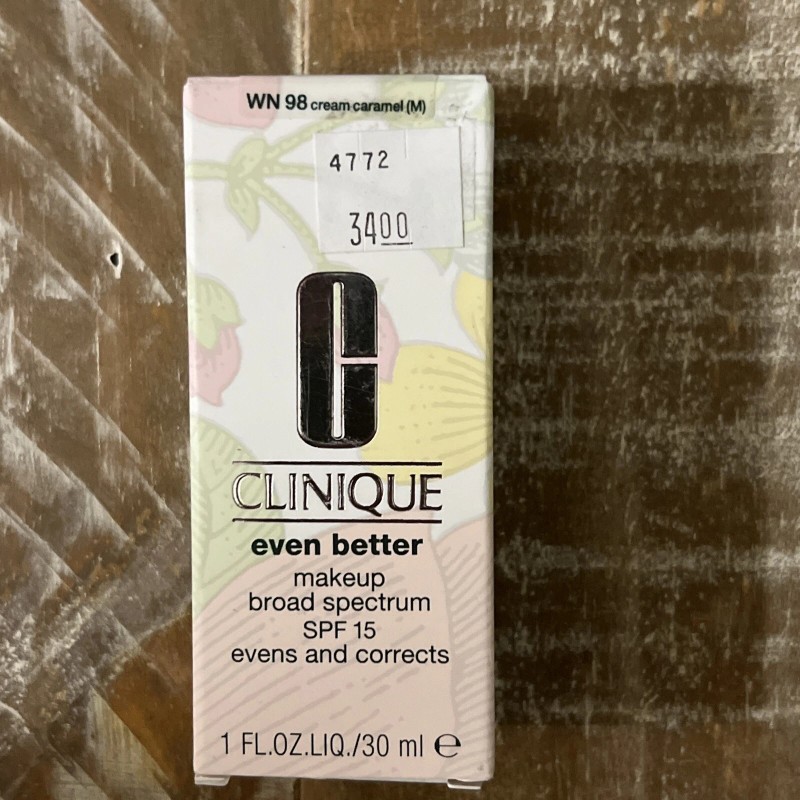 WN 98 cream caramel (M)
4772
3400
CLINIQUE
even better
makeup
broad spectrum
SPF 15
evens and corrects
1 FL.OZ.LIQ./30 ml ℮